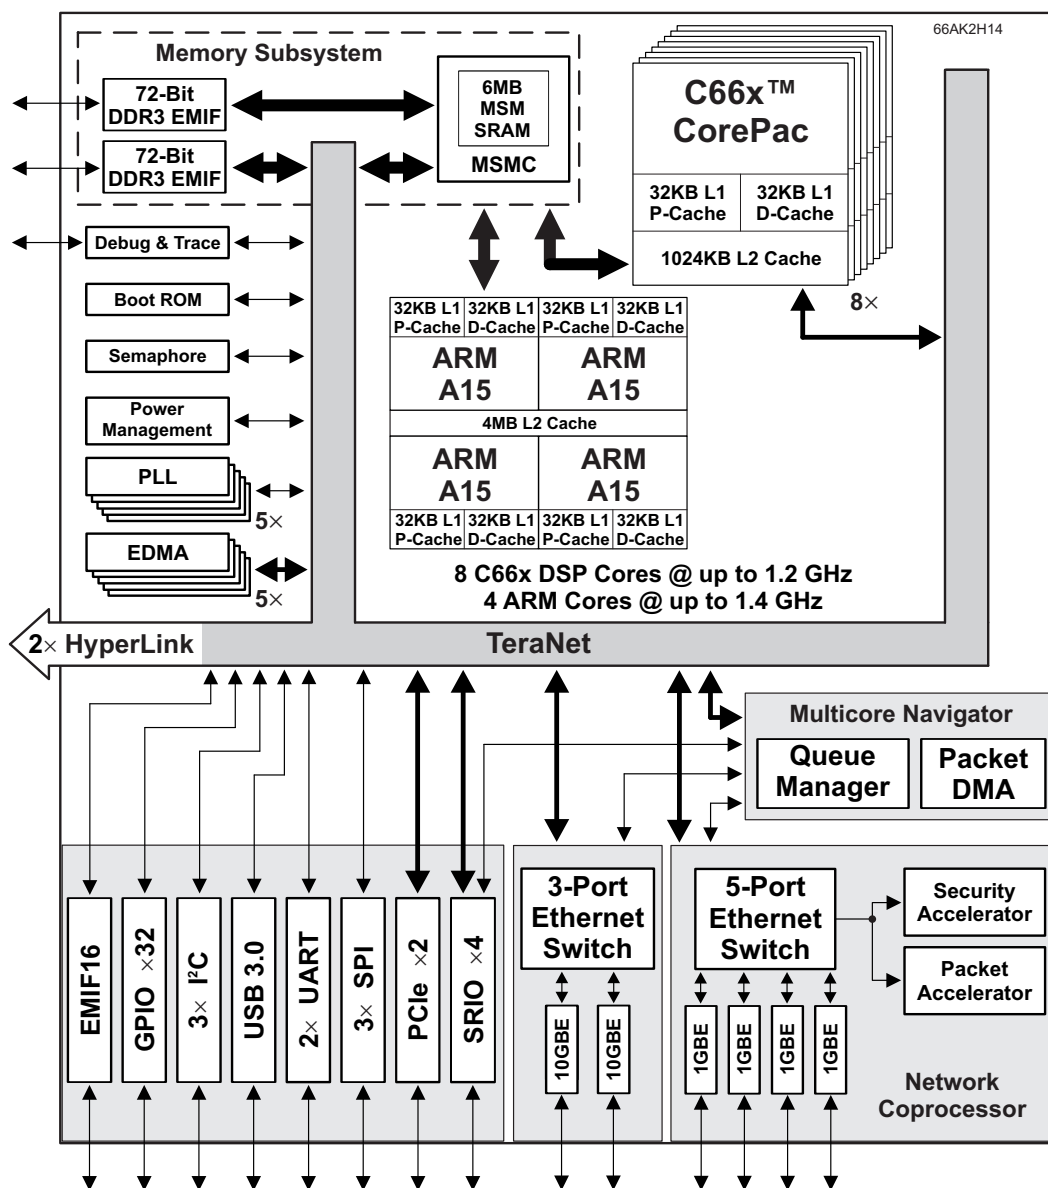 66AK2H14
Memory Subsystem
72-Bit
DDR3 EMIF
72-Bit
DDR3 EMIF
6MB
MSM
SRAM
MSMC
C66x™
CorePac
32KB L1
P-Cache
32KB L1
D-Cache
1024KB L2 Cache
8×
Debug & Trace
Boot ROM
Semaphore
Power
Management
PLL
5×
EDMA
5×
32KB L1
P-Cache
32KB L1
D-Cache
32KB L1
P-Cache
32KB L1
D-Cache
ARM
A15
ARM
A15
4MB L2 Cache
ARM
A15
ARM
A15
32KB L1
P-Cache
32KB L1
D-Cache
32KB L1
P-Cache
32KB L1
D-Cache
8 C66x DSP Cores @ up to 1.2 GHz
4 ARM Cores @ up to 1.4 GHz
2× HyperLink
TeraNet
Multicore Navigator
Queue
Manager
Packet
DMA
EMIF16
GPIO ×32
3× I²C
USB 3.0
2× UART
3× SPI
PCIe ×2
SRIO ×4
3-Port
Ethernet
Switch
10GBE
10GBE
5-Port
Ethernet
Switch
1GBE
1GBE
1GBE
1GBE
Security
Accelerator
Packet
Accelerator
Network
Coprocessor